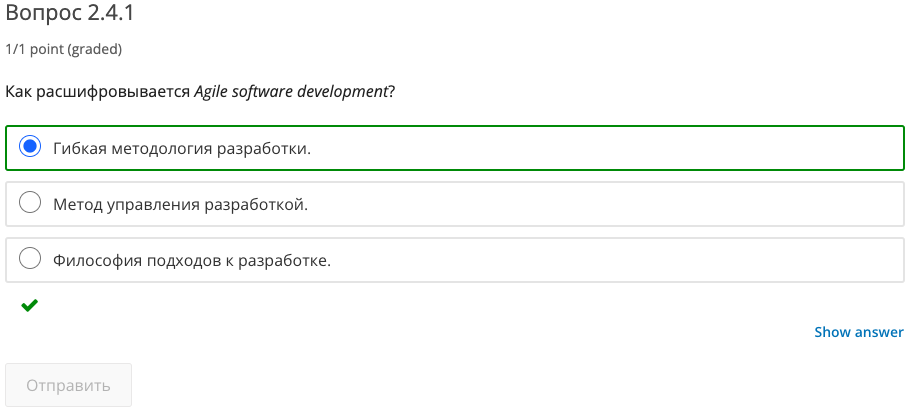 Вопрос 2.4.1
1/1 point (graded)
Как расшифровывается Agile software development?
Гибкая методология разработки.
Метод управления разработкой.
Философия подходов к разработке.
Show answer
Отправить